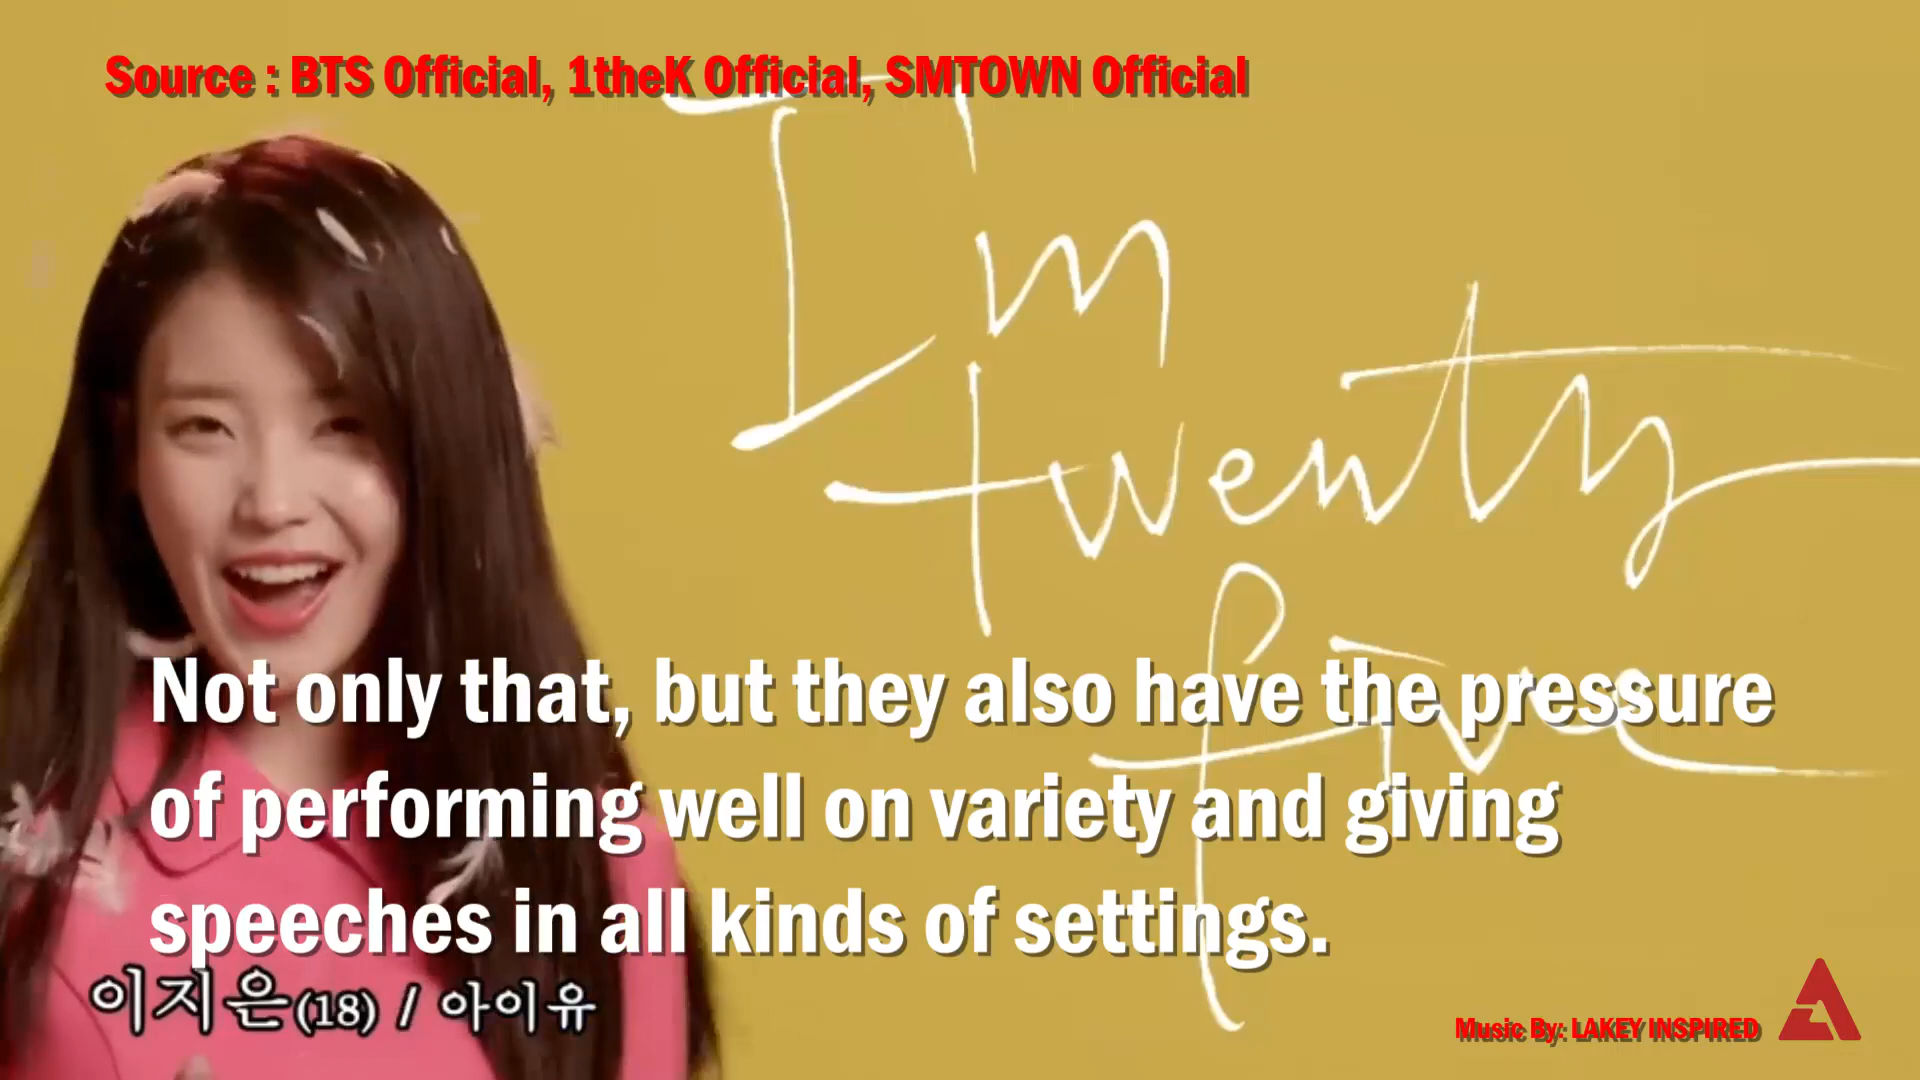 Source : BTS Official, 1theK Official, SMTOWN Official
I'm
twenty
five
Not only that, but they also have the pressure
of performing well on variety and giving
speeches in all kinds of settings.
이지은(18) / 아이유
Music By: LAKEY INSPIRED